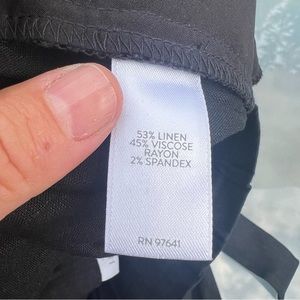 53% LINEN
45% VISCOSE
RAYON
2% SPANDEX
RN 97641